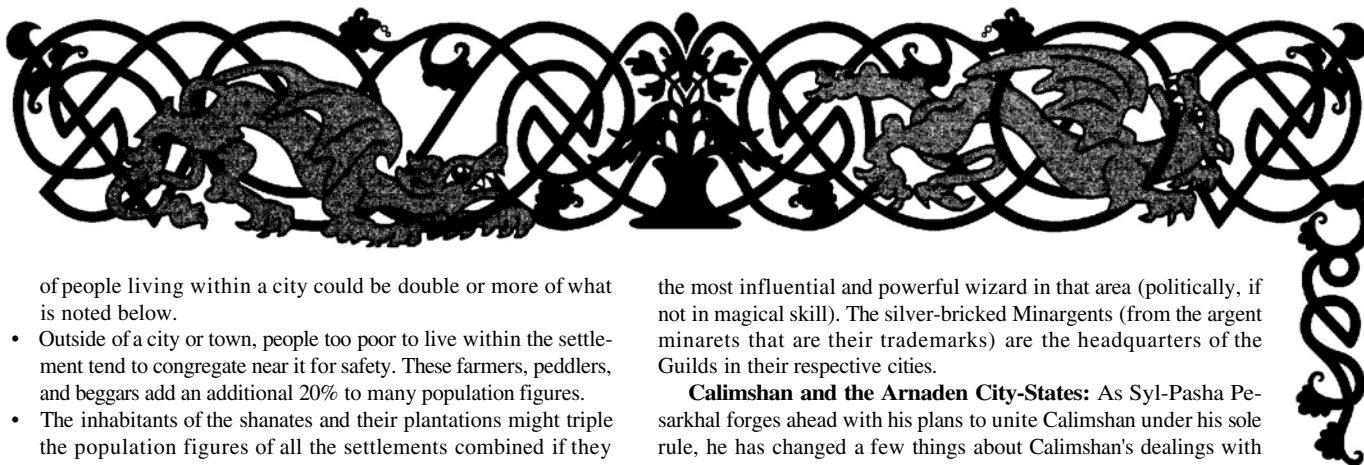 of people living within a city could be double or more of what
is noted below.
• Outside of a city or town, people too poor to live within the settle-
ment tend to congregate near it for safety. These farmers, peddlers,
and beggars add an additional 20% to many population figures.
• The inhabitants of the shanates and their plantations might triple
the population figures of all the settlements combined if they
the most influential and powerful wizard in that area (politically, if
not in magical skill). The silver-bricked Minargents (from the argent
minarets that are their trademarks) are the headquarters of the
Guilds in their respective cities.
Calimshan and the Arnaden City-States: As Syl-Pasha Pe-
sarkhal forges ahead with his plans to unite Calimshan under his sole
rule, he has changed a few things about Calimshan's dealings with